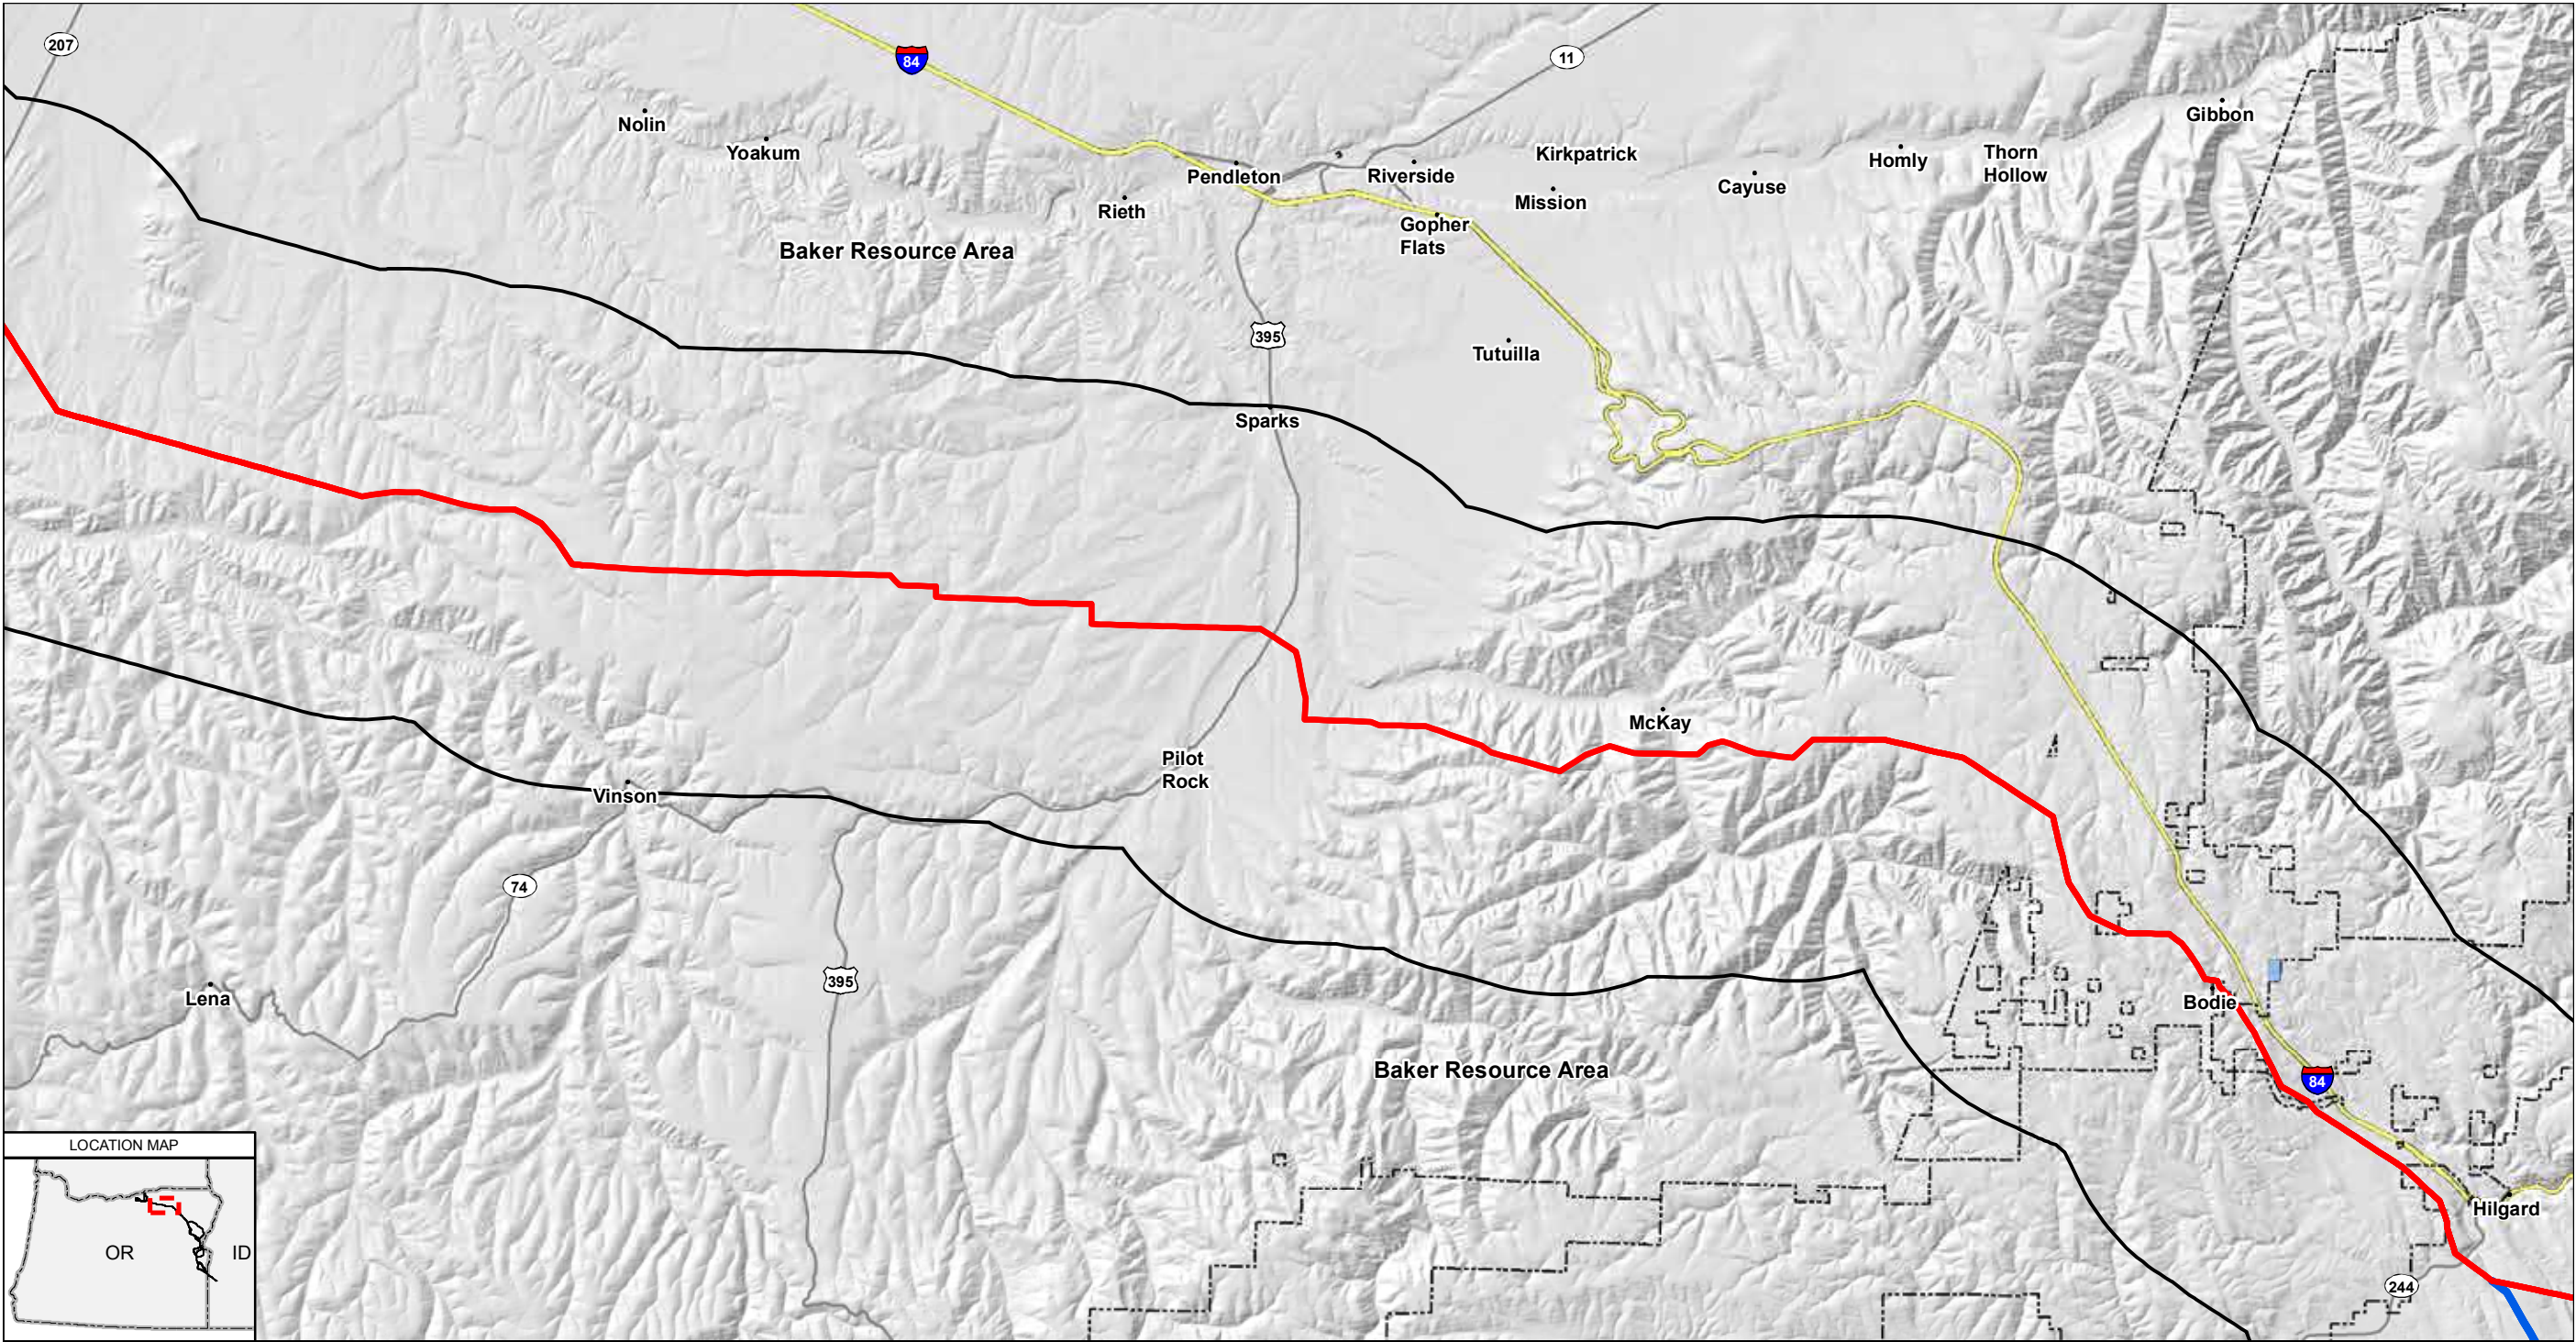 207
84
11
Nolin
Yoakum
Pendleton
Riverside
Kirkpatrick
Gibbon
Homly
Thorn
Hollow
Cayuse
Mission
Rieth
Gopher
Flats
Baker Resource Area
395
Tutuilla
Sparks
McKay
Pilot
Rock
Vinson
74
395
Lena
Bodie
Baker Resource Area
84
Hilgard
244
LOCATION MAP
OR
ID